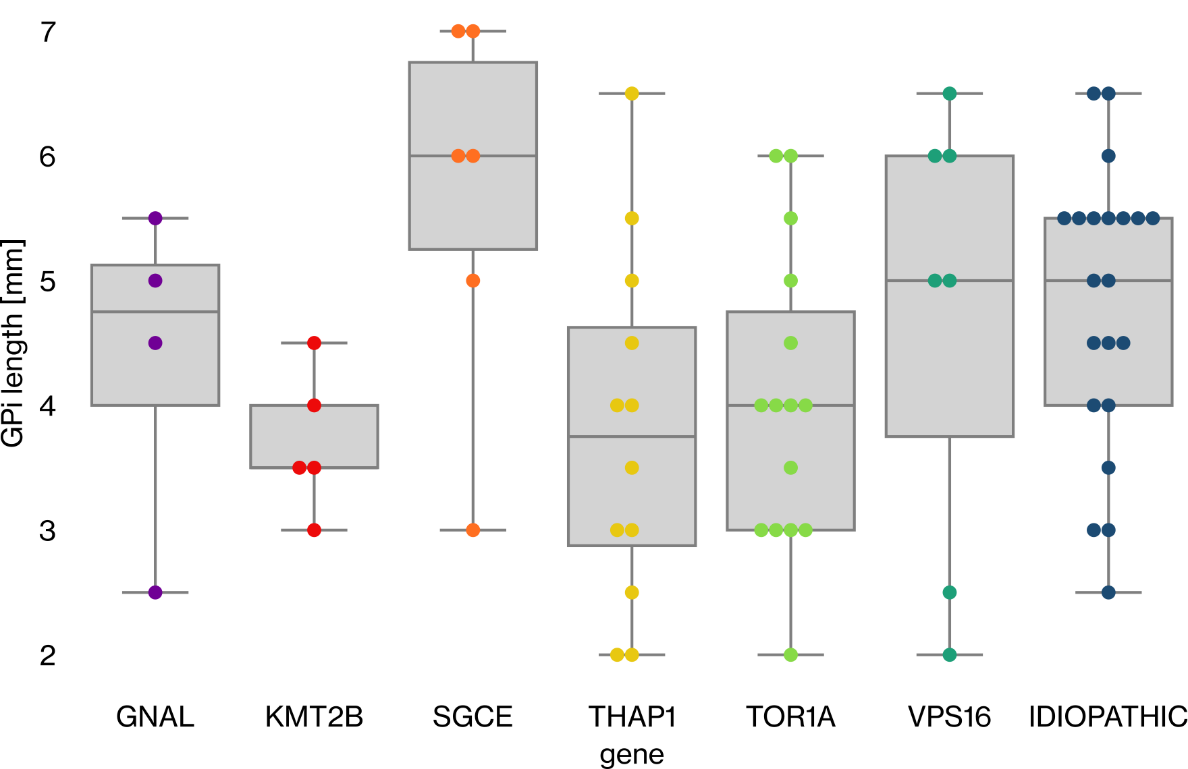 7
6
5
4
3
2
GPi length [mm]
GNAL KMT2B SGCE THAP1 TOR1A VPS16 IDIOPATHIC
gene